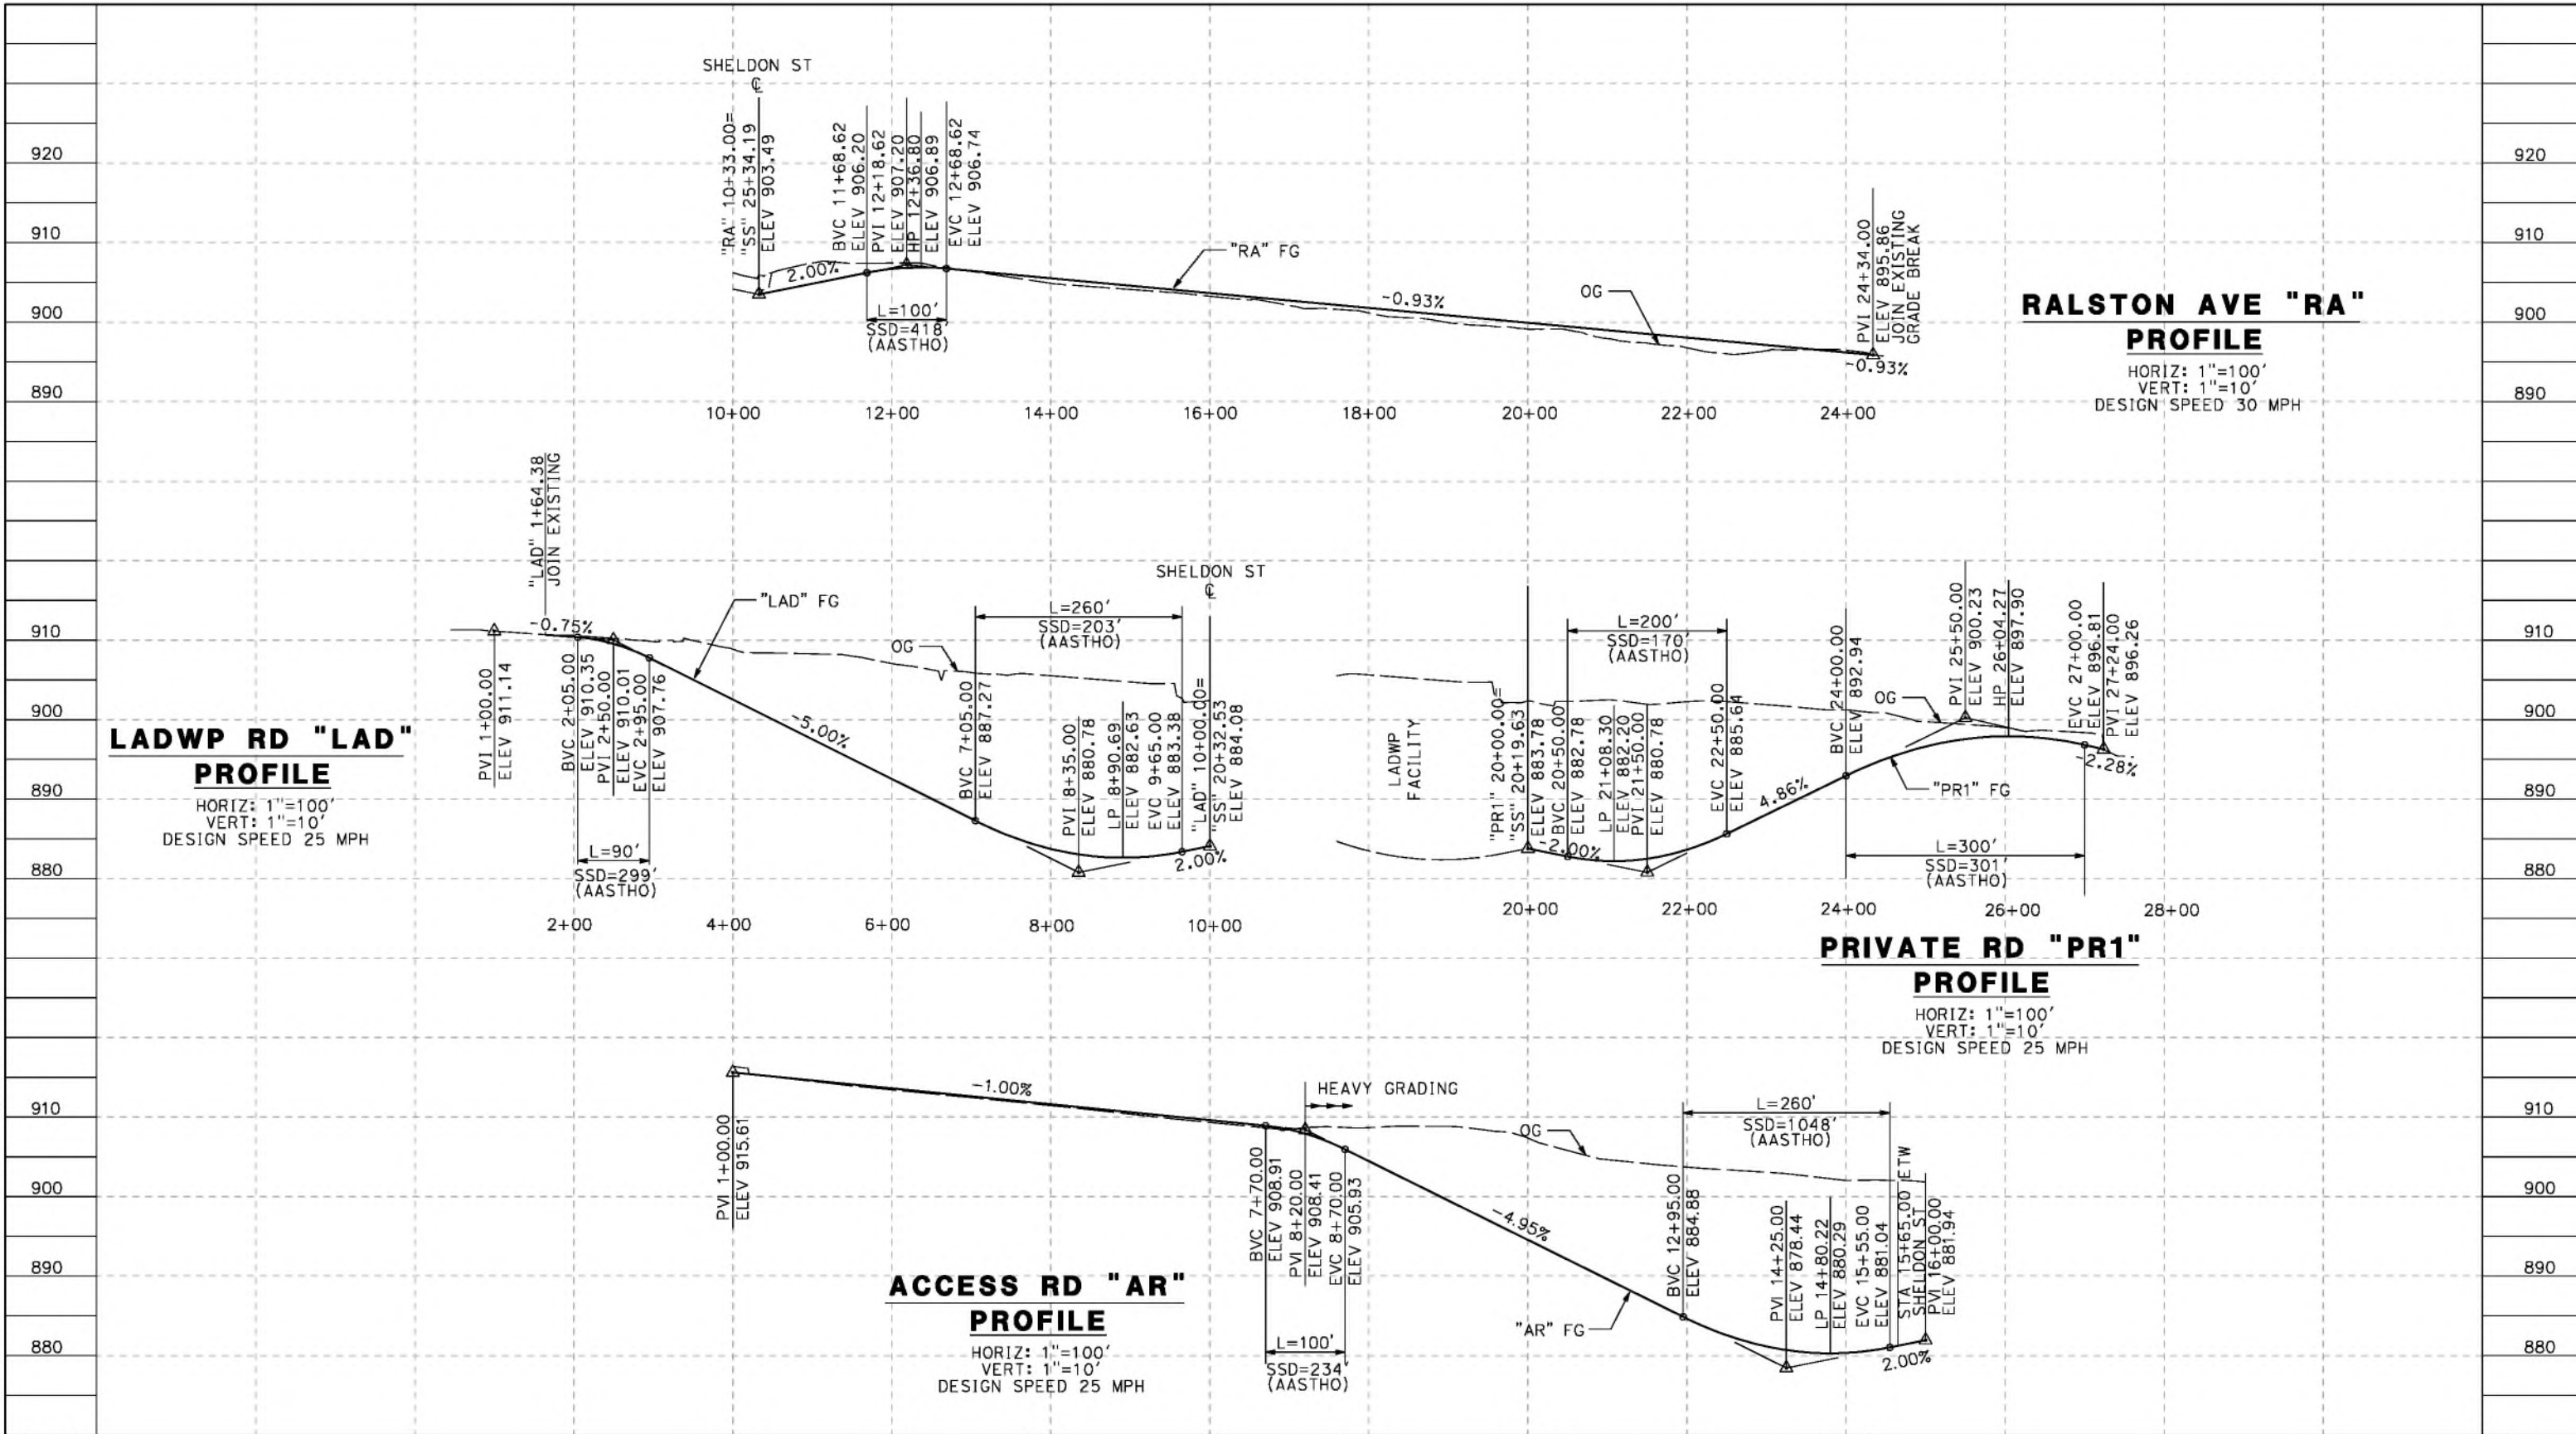 SHELDON ST
℄
"RA" 10+33.00=
"SS" 25+34.19
ELEV 903.49
BVC 11+68.62
ELEV 906.20
PVI 12+18.62
ELEV 907.20
HP 12+36.80
ELEV 906.89
EVC 12+68.62
ELEV 906.74
2.00%
L=100'
SSD=418'
(AASTHO)
"RA" FG
-0.93%
OG
PVI 24+34.00
ELEV 895.86
JOIN EXISTING
GRADE BREAK
-0.93%
920
910
900
890
920
910
900
890
10+00
12+00
14+00
16+00
18+00
20+00
22+00
24+00
RALSTON AVE "RA"
PROFILE
HORIZ: 1"=100'
VERT: 1"=10'
DESIGN SPEED 30 MPH
"LAD" 1+64.38
JOIN EXISTING
-0.75%
"LAD" FG
OG
PVI 1+00.00
ELEV 911.14
BVC 2+05.00
ELEV 910.35
PVI 2+50.00
ELEV 910.01
EVC 2+95.00
ELEV 907.76
L=90'
SSD=299'
(AASTHO)
-5.00%
L=260'
SSD=203'
(AASTHO)
BVC 7+05.00
ELEV 887.27
PVI 8+35.00
ELEV 880.78
LP 8+90.69
ELEV 882.63
EVC 9+65.00
ELEV 883.38
SHELDON ST
℄
"LAD" 10+00.00=
"SS" 20+32.53
ELEV 884.08
2.00%
LADWP RD "LAD"
PROFILE
HORIZ: 1"=100'
VERT: 1"=10'
DESIGN SPEED 25 MPH
910
900
890
880
2+00
4+00
6+00
8+00
10+00
LADWP
FACILITY
"PR1" 20+00.00=
"SS" 20+19.63
ELEV 883.78
BVC 20+50.00
ELEV 882.78
LP 21+08.30
ELEV 882.20
PVI 21+50.00
ELEV 880.78
EVC 22+50.00
ELEV 885.64
-2.00%
L=200'
SSD=170'
(AASTHO)
4.86%
BVC 24+00.00
ELEV 892.94
OG
PVI 25+50.00
ELEV 900.23
HP 26+04.27
ELEV 897.90
EVC 27+00.00
ELEV 896.81
PVI 27+24.00
ELEV 896.26
-2.28%
"PR1" FG
L=300'
SSD=301'
(AASTHO)
910
900
890
880
20+00
22+00
24+00
26+00
28+00
PRIVATE RD "PR1"
PROFILE
HORIZ: 1"=100'
VERT: 1"=10'
DESIGN SPEED 25 MPH
PVI 1+00.00
ELEV 915.61
-1.00%
HEAVY GRADING
BVC 7+70.00
ELEV 908.91
PVI 8+20.00
ELEV 908.41
EVC 8+70.00
ELEV 905.93
L=100'
SSD=234'
(AASTHO)
OG
-4.95%
"AR" FG
L=260'
SSD=1048'
(AASTHO)
BVC 12+95.00
ELEV 884.88
PVI 14+25.00
ELEV 878.44
LP 14+80.22
ELEV 880.29
EVC 15+55.00
ELEV 881.04
STA 15+65.00 ETW
SHELDON ST
PVI 16+00.00
ELEV 881.94
2.00%
910
900
890
880
910
900
890
880
ACCESS RD "AR"
PROFILE
HORIZ: 1"=100'
VERT: 1"=10'
DESIGN SPEED 25 MPH